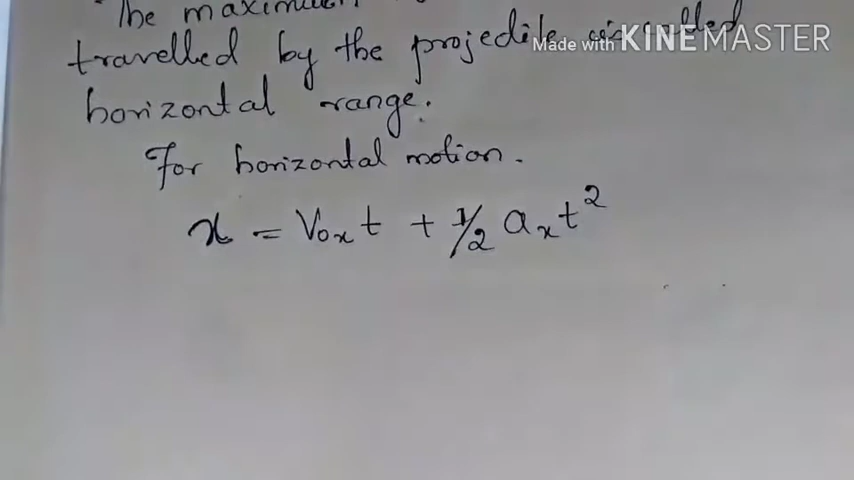 The maximum
travelled by the projectile is called
horizontal range.
For horizontal motion.
x = V₀ₓt + 1/2 aₓt²
Made with KINEMASTER